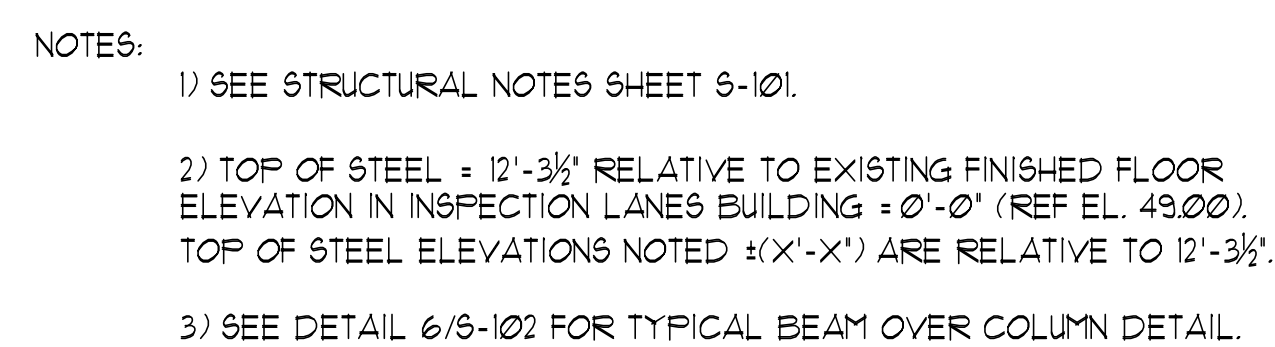 NOTES:
1) SEE STRUCTURAL NOTES SHEET S-101.
2) TOP OF STEEL = 12'-3½" RELATIVE TO EXISTING FINISHED FLOOR
ELEVATION IN INSPECTION LANES BUILDING = 0'-0" (REF EL. 49.00).
TOP OF STEEL ELEVATIONS NOTED ±(X'-X") ARE RELATIVE TO 12'-3½".
3) SEE DETAIL 6/S-102 FOR TYPICAL BEAM OVER COLUMN DETAIL.